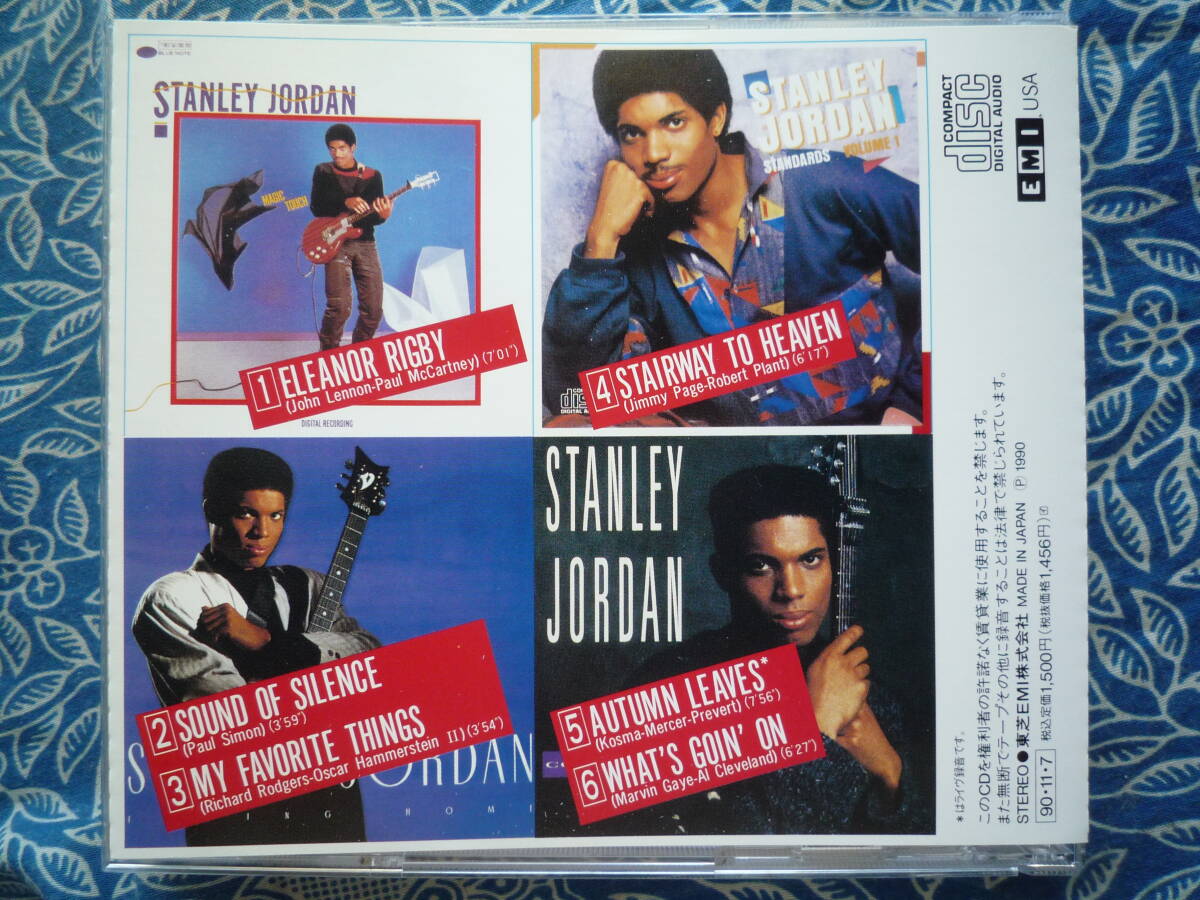 BLUE NOTE
STANLEY JORDAN
MAGIC
TOUCH
1 ELEANOR RIGBY
(John Lennon-Paul McCartney) (7'01")
DIGITAL RECORDING
STANLEY
JORDAN
STANDARDS VOLUME 1
4 STAIRWAY TO HEAVEN
(Jimmy Page-Robert Plant) (6'17")
DIGITAL AUDIO
2 SOUND OF SILENCE
(Paul Simon) (3'59")
3 MY FAVORITE THINGS
(Richard Rodgers-Oscar Hammerstein II) (3'54")
STANLEY
JORDAN
5 AUTUMN LEAVES*
(Kosma-Mercer-Prevert) (7'56")
6 WHAT'S GOIN' ON
(Marvin Gaye-Al Cleveland) (6'27")
COMPACT
disc
DIGITAL AUDIO
EMI USA
*はライヴ録音です。
このCDを権利者の許諾なく賃貸業に使用することを禁じます。
また無断でテープその他に録音することは法律で禁じられています。
STEREO ● 東芝EMI株式会社 MADE IN JAPAN Ⓟ 1990
90・11・7 税込定価1,500円(税抜価格1,456円)